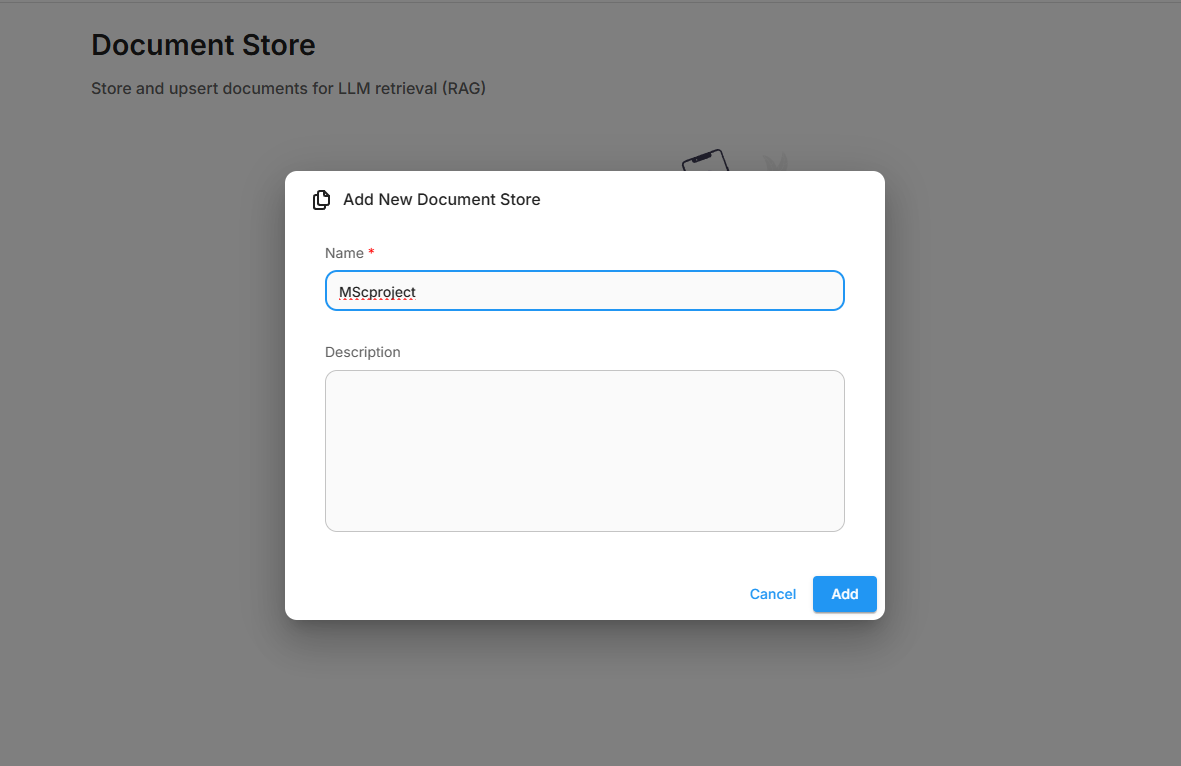 Document Store
Store and upsert documents for LLM retrieval (RAG)
Add New Document Store
Name *
MScproject
Description
Cancel
Add